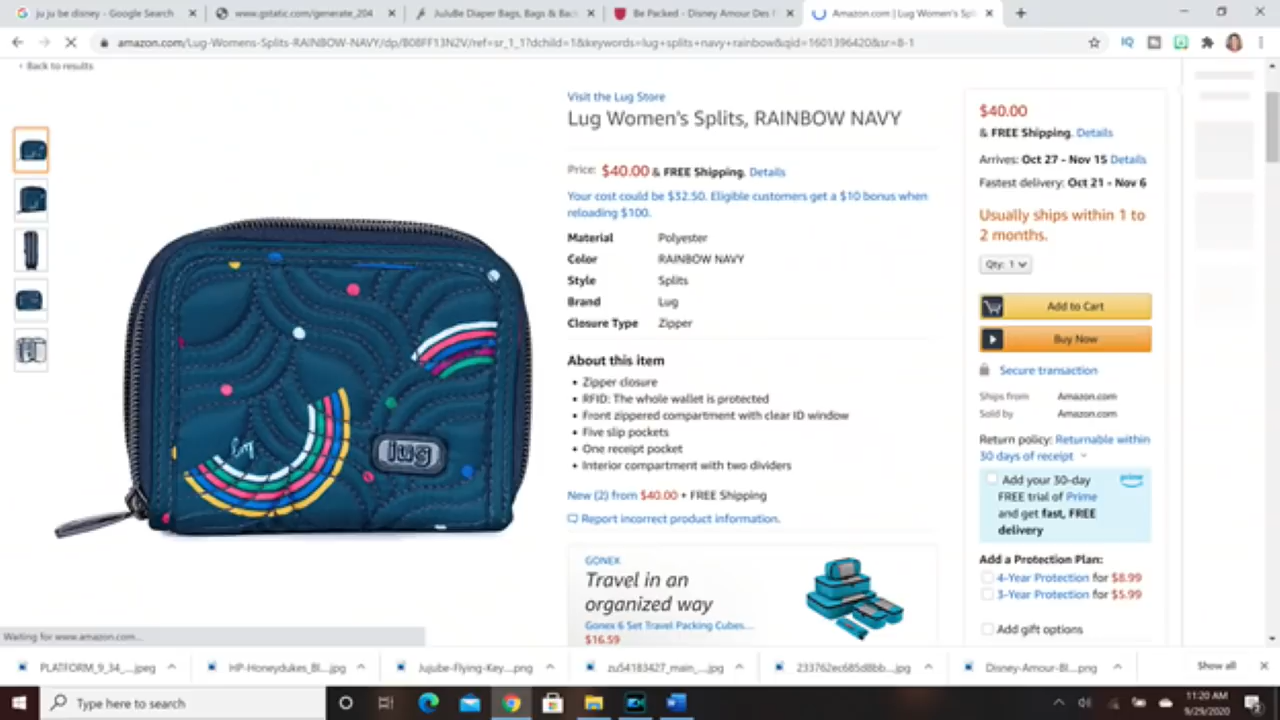 ju ju be disney - Google Search
www.gstatic.com/generate_204
JuJuBe Diaper Bags, Bags & Bac
Be Packed - Disney Amour Des F
Amazon.com | Lug Women's Spli
amazon.com/Lug-Womens-Splits-RAINBOW-NAVY/dp/B08FF13N2V/ref=sr_1_1?dchild=1&keywords=lug+splits+navy+rainbow&qid=1601396420&sr=8-1
‹ Back to results
Visit the Lug Store
Lug Women's Splits, RAINBOW NAVY
Price: $40.00 & FREE Shipping. Details
Your cost could be $32.50. Eligible customers get a $10 bonus when
reloading $100.
Material Polyester
Color RAINBOW NAVY
Style Splits
Brand Lug
Closure Type Zipper
About this item
• Zipper closure
• RFID: The whole wallet is protected
• Front zippered compartment with clear ID window
• Five slip pockets
• One receipt pocket
• Interior compartment with two dividers
New (2) from $40.00 + FREE Shipping
Report incorrect product information.
GONEX
Travel in an
organized way
Gonex 6 Set Travel Packing Cubes...
$16.59
$40.00
& FREE Shipping. Details
Arrives: Oct 27 - Nov 15 Details
Fastest delivery: Oct 21 - Nov 6
Usually ships within 1 to
2 months.
Qty: 1
Add to Cart
Buy Now
Secure transaction
Ships from Amazon.com
Sold by Amazon.com
Return policy: Returnable within
30 days of receipt
Add your 30-day
FREE trial of Prime
and get fast, FREE
delivery
prime
Add a Protection Plan:
4-Year Protection for $8.99
3-Year Protection for $5.99
Add gift options
lug
lug
Waiting for www.amazon.com...
PLATFORM_9_34_....jpeg
HP-Honeydukes_Bl....jpg
Jujube-Flying-Key....png
zu54183427_main_....jpg
233762ec685d8bb....jpg
Disney-Amour-Bl....png
Show all
Type here to search
11:20 AM
9/29/2020